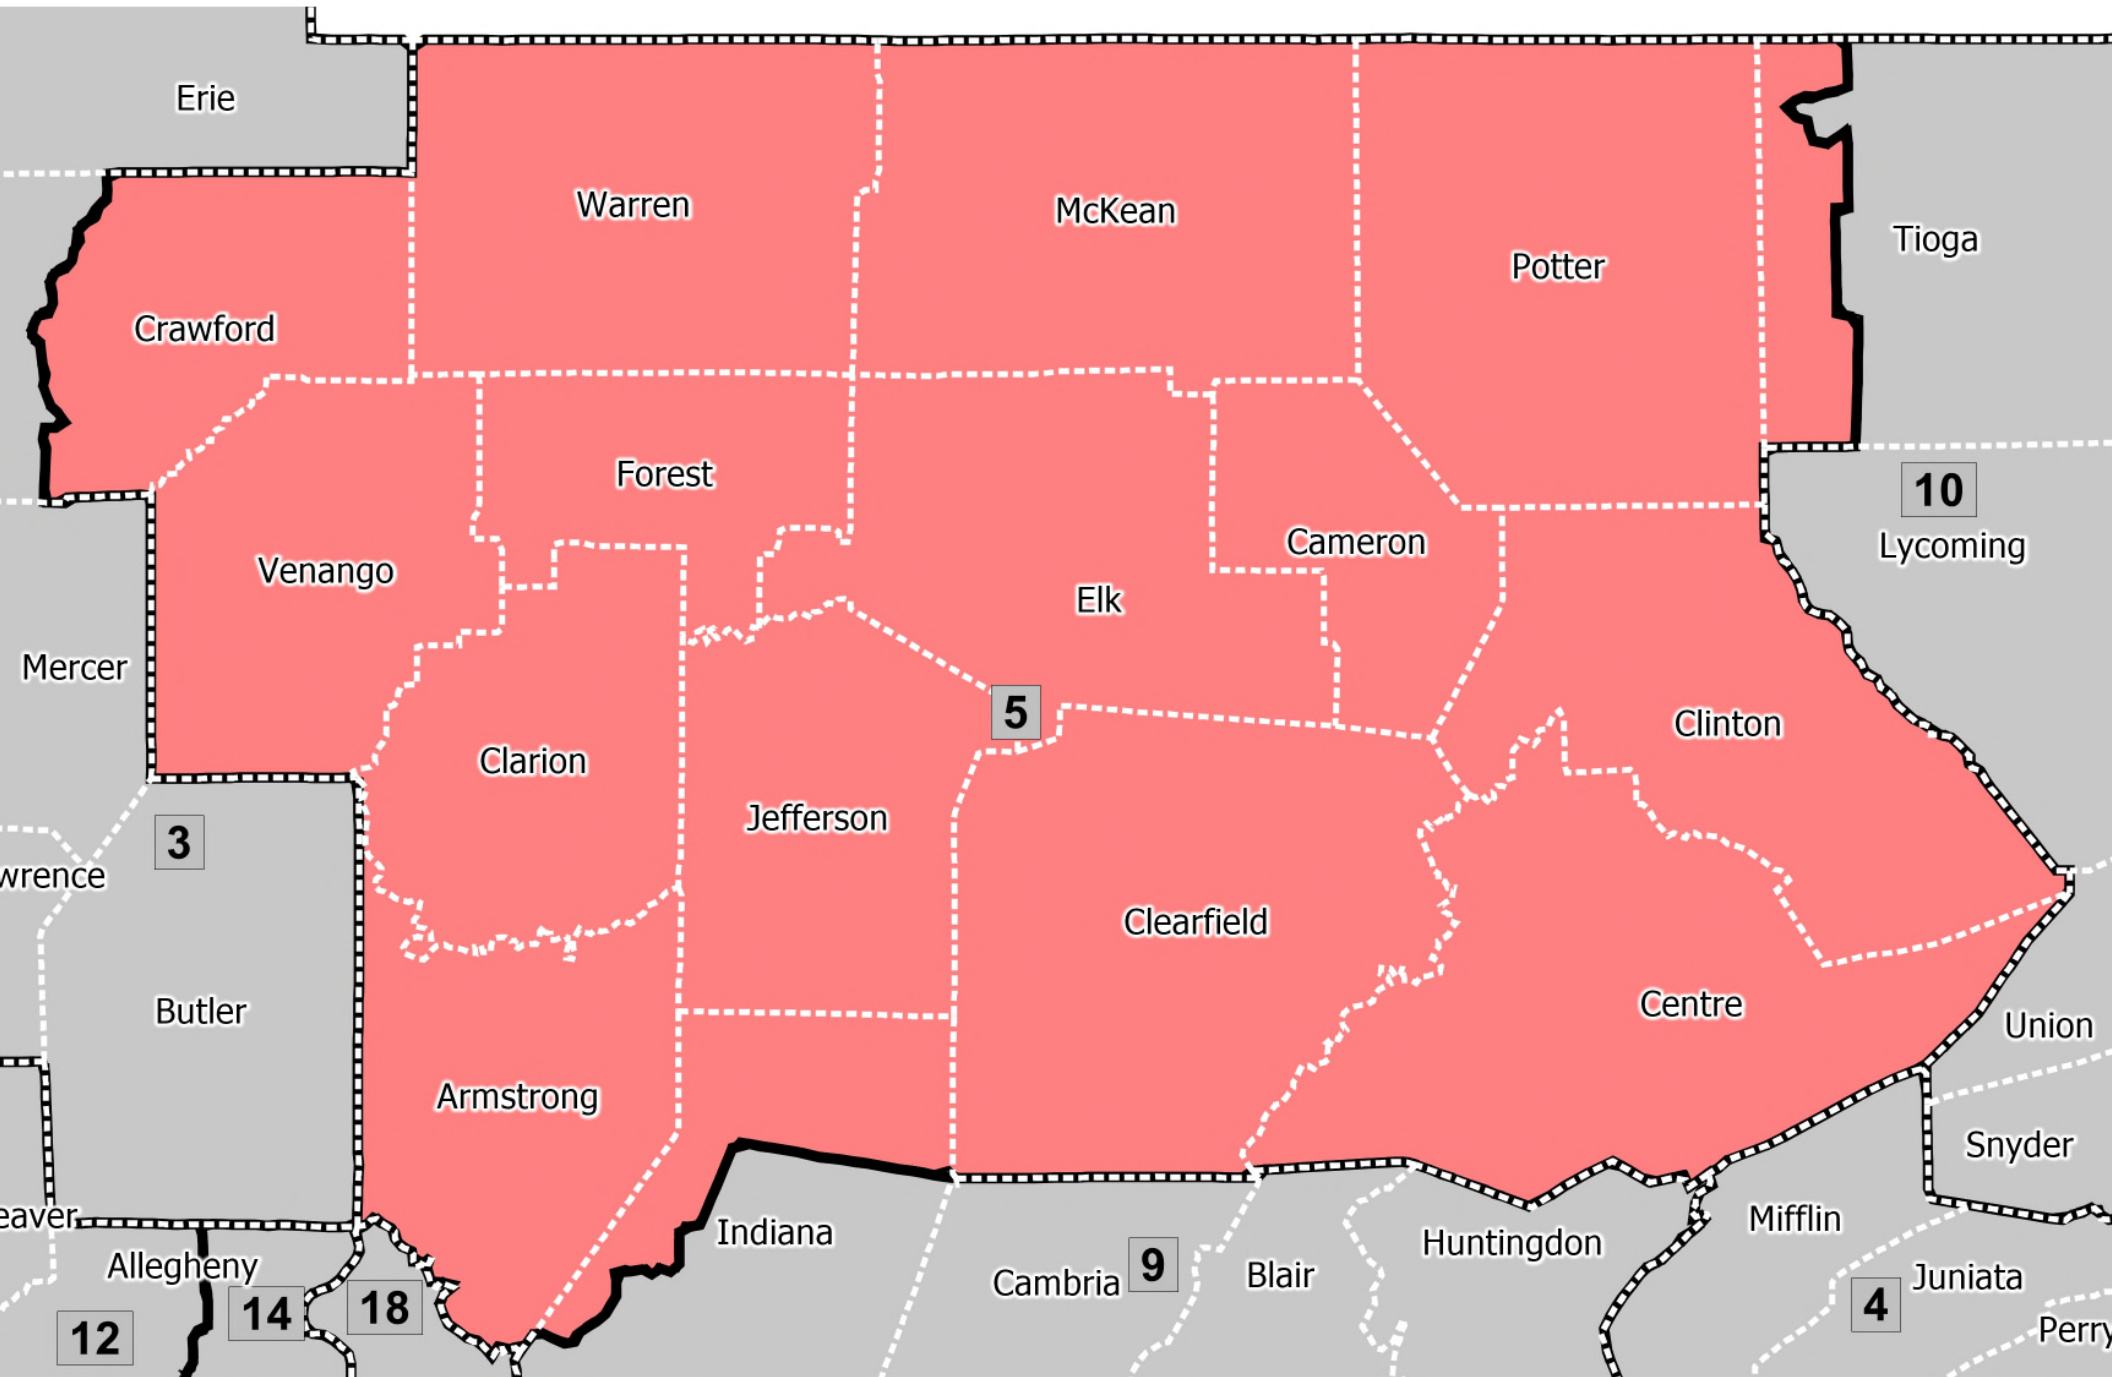 Erie
Warren
McKean
Tioga
Potter
Crawford
Forest
10
Cameron
Lycoming
Venango
Elk
Mercer
5
Clinton
Clarion
Jefferson
3
wrence
Clearfield
Centre
Butler
Union
Armstrong
Snyder
eaver
Mifflin
Indiana
Huntingdon
Allegheny
9
Cambria
Blair
Juniata
14
18
4
12
Perry